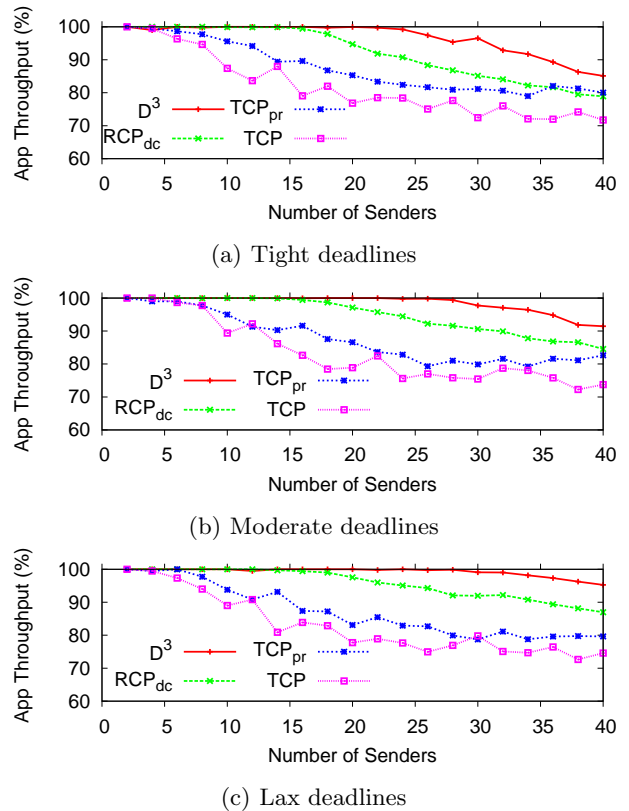 App Throughput (%)
100
90
80
70
60
D³ TCPpr
RCPdc TCP
0 5 10 15 20 25 30 35 40
Number of Senders
(a) Tight deadlines
App Throughput (%)
100
90
80
70
60
D³ TCPpr
RCPdc TCP
0 5 10 15 20 25 30 35 40
Number of Senders
(b) Moderate deadlines
App Throughput (%)
100
90
80
70
60
D³ TCPpr
RCPdc TCP
0 5 10 15 20 25 30 35 40
Number of Senders
(c) Lax deadlines